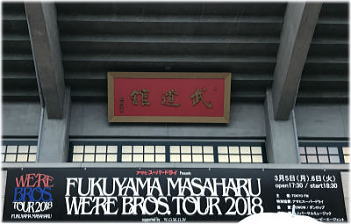 武道館
WE'RE
BROS.
TOUR 2018
アサヒスーパードライ Presents
FUKUYAMA MASAHARU
WE'RE BROS. TOUR 2018
supported by
3月5日(月)、6日(火)
open17:30 / start18:30